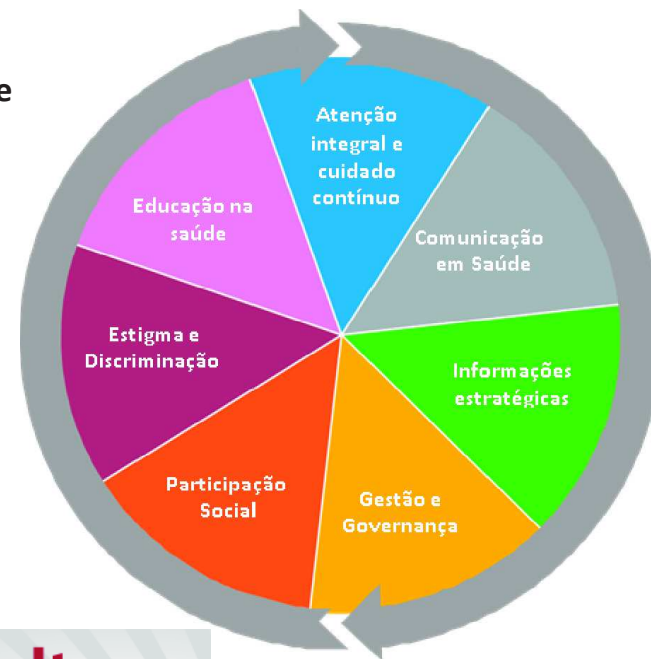 e
Atenção
integral e
cuidado
contínuo
Comunicação
em Saúde
Informações
estratégicas
Gestão e
Governança
Participação
Social
Estigma e
Discriminação
Educação na
saúde